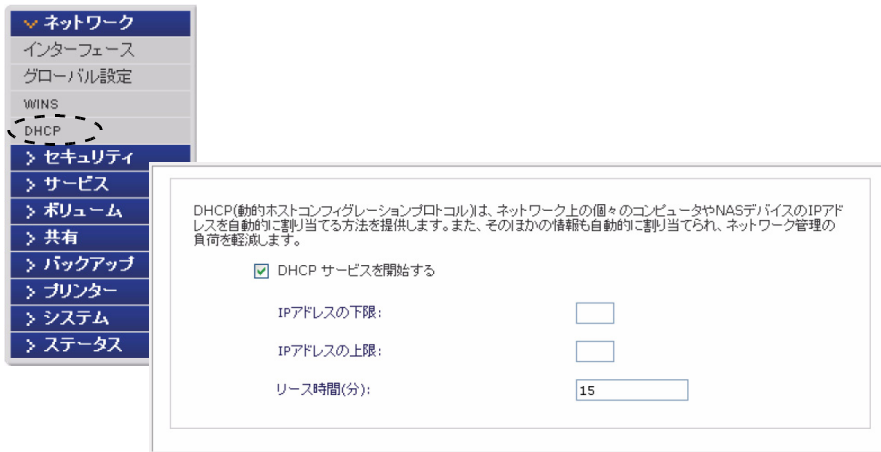 ネットワーク
インターフェース
グローバル設定
WINS
DHCP
セキュリティ
サービス
ボリューム
共有
バックアップ
プリンター
システム
ステータス
DHCP(動的ホストコンフィグレーションプロトコル)は、ネットワーク上の個々のコンピュータやNASデバイスのIPアド
レスを自動的に割り当てる方法を提供します。また、そのほかの情報も自動的に割り当てられ、ネットワーク管理の
負荷を軽減します。
DHCP サービスを開始する
IPアドレスの下限:
IPアドレスの上限:
リース時間(分): 15